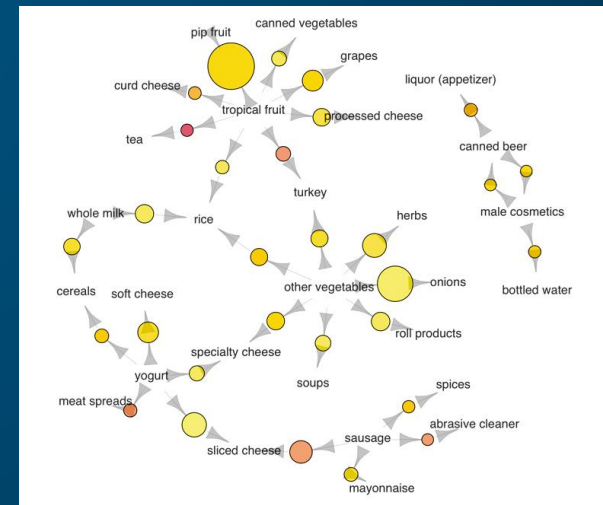 canned vegetables
pip fruit
grapes
liquor (appetizer)
curd cheese
tropical fruit
processed cheese
tea
canned beer
turkey
whole milk
rice
herbs
male cosmetics
cereals
soft cheese
other vegetables
onions
bottled water
roll products
specialty cheese
yogurt
soups
meat spreads
spices
abrasive cleaner
sausage
sliced cheese
mayonnaise